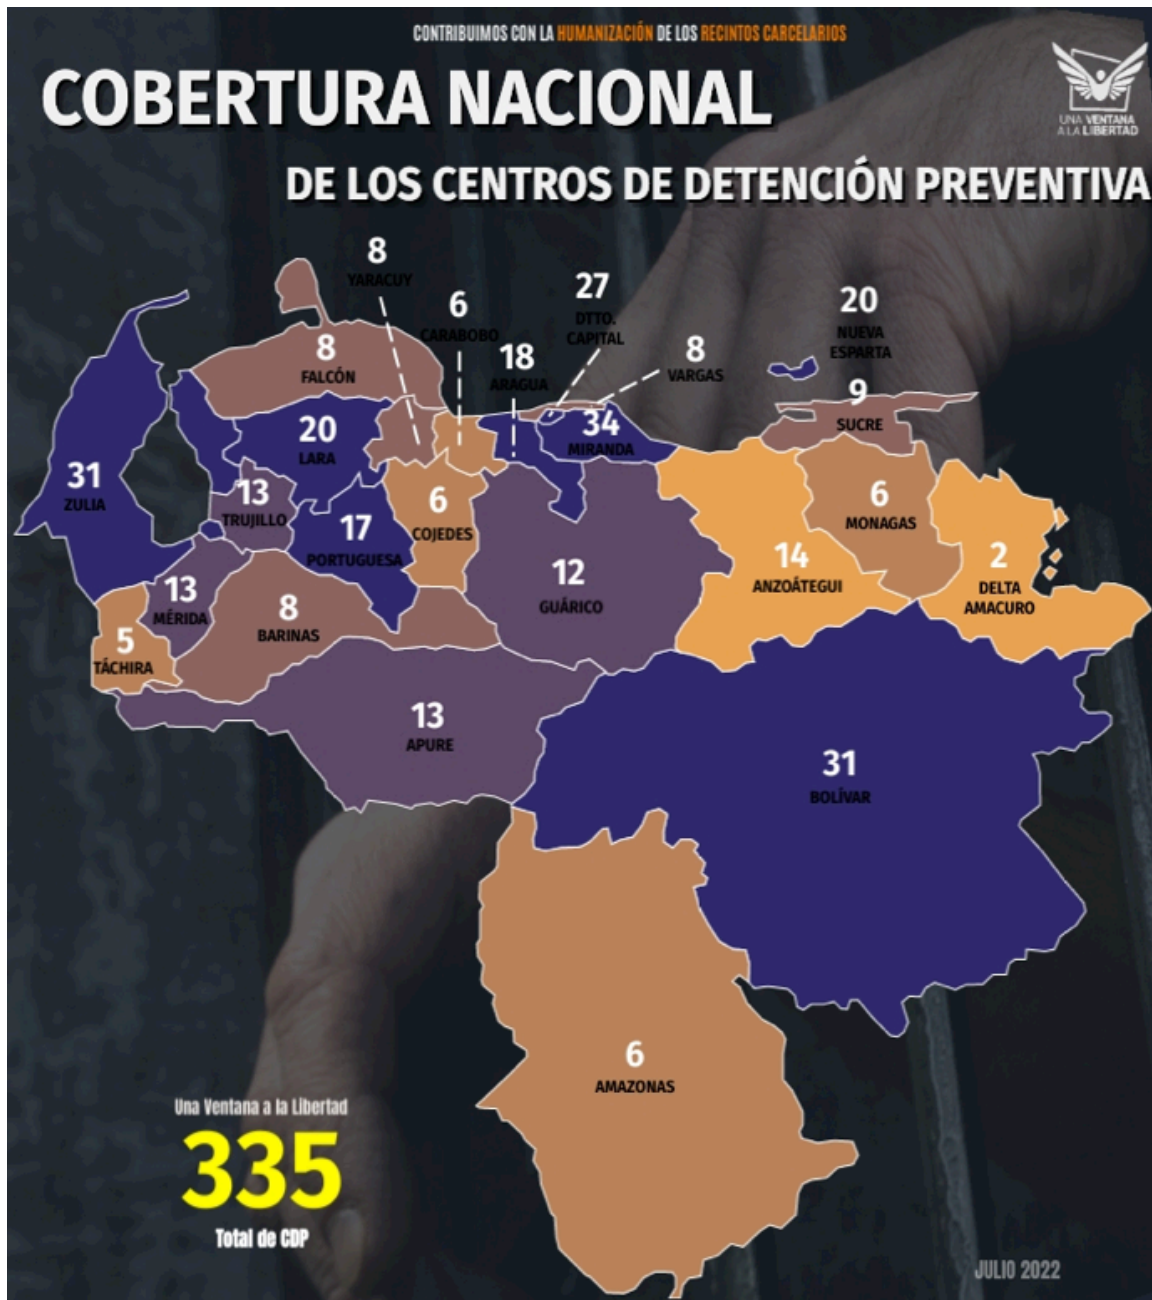 CONTRIBUIMOS CON LA HUMANIZACIÓN DE LOS RECINTOS CARCELARIOS
COBERTURA NACIONAL
UNA VENTANA
A LA LIBERTAD
DE LOS CENTROS DE DETENCIÓN PREVENTIVA
8
YARACUY
6
CARABOBO
18
ARAGUA
27
DTTO.
CAPITAL
8
VARGAS
20
NUEVA
ESPARTA
8
FALCÓN
9
SUCRE
34
MIRANDA
20
LARA
31
ZULIA
13
TRUJILLO
17
PORTUGUESA
6
COJEDES
6
MONAGAS
14
ANZOÁTEGUI
2
DELTA
AMACURO
12
GUÁRICO
13
MÉRIDA
8
BARINAS
5
TÁCHIRA
13
APURE
31
BOLÍVAR
6
AMAZONAS
Una Ventana a la Libertad
335
Total de CDP
JULIO 2022